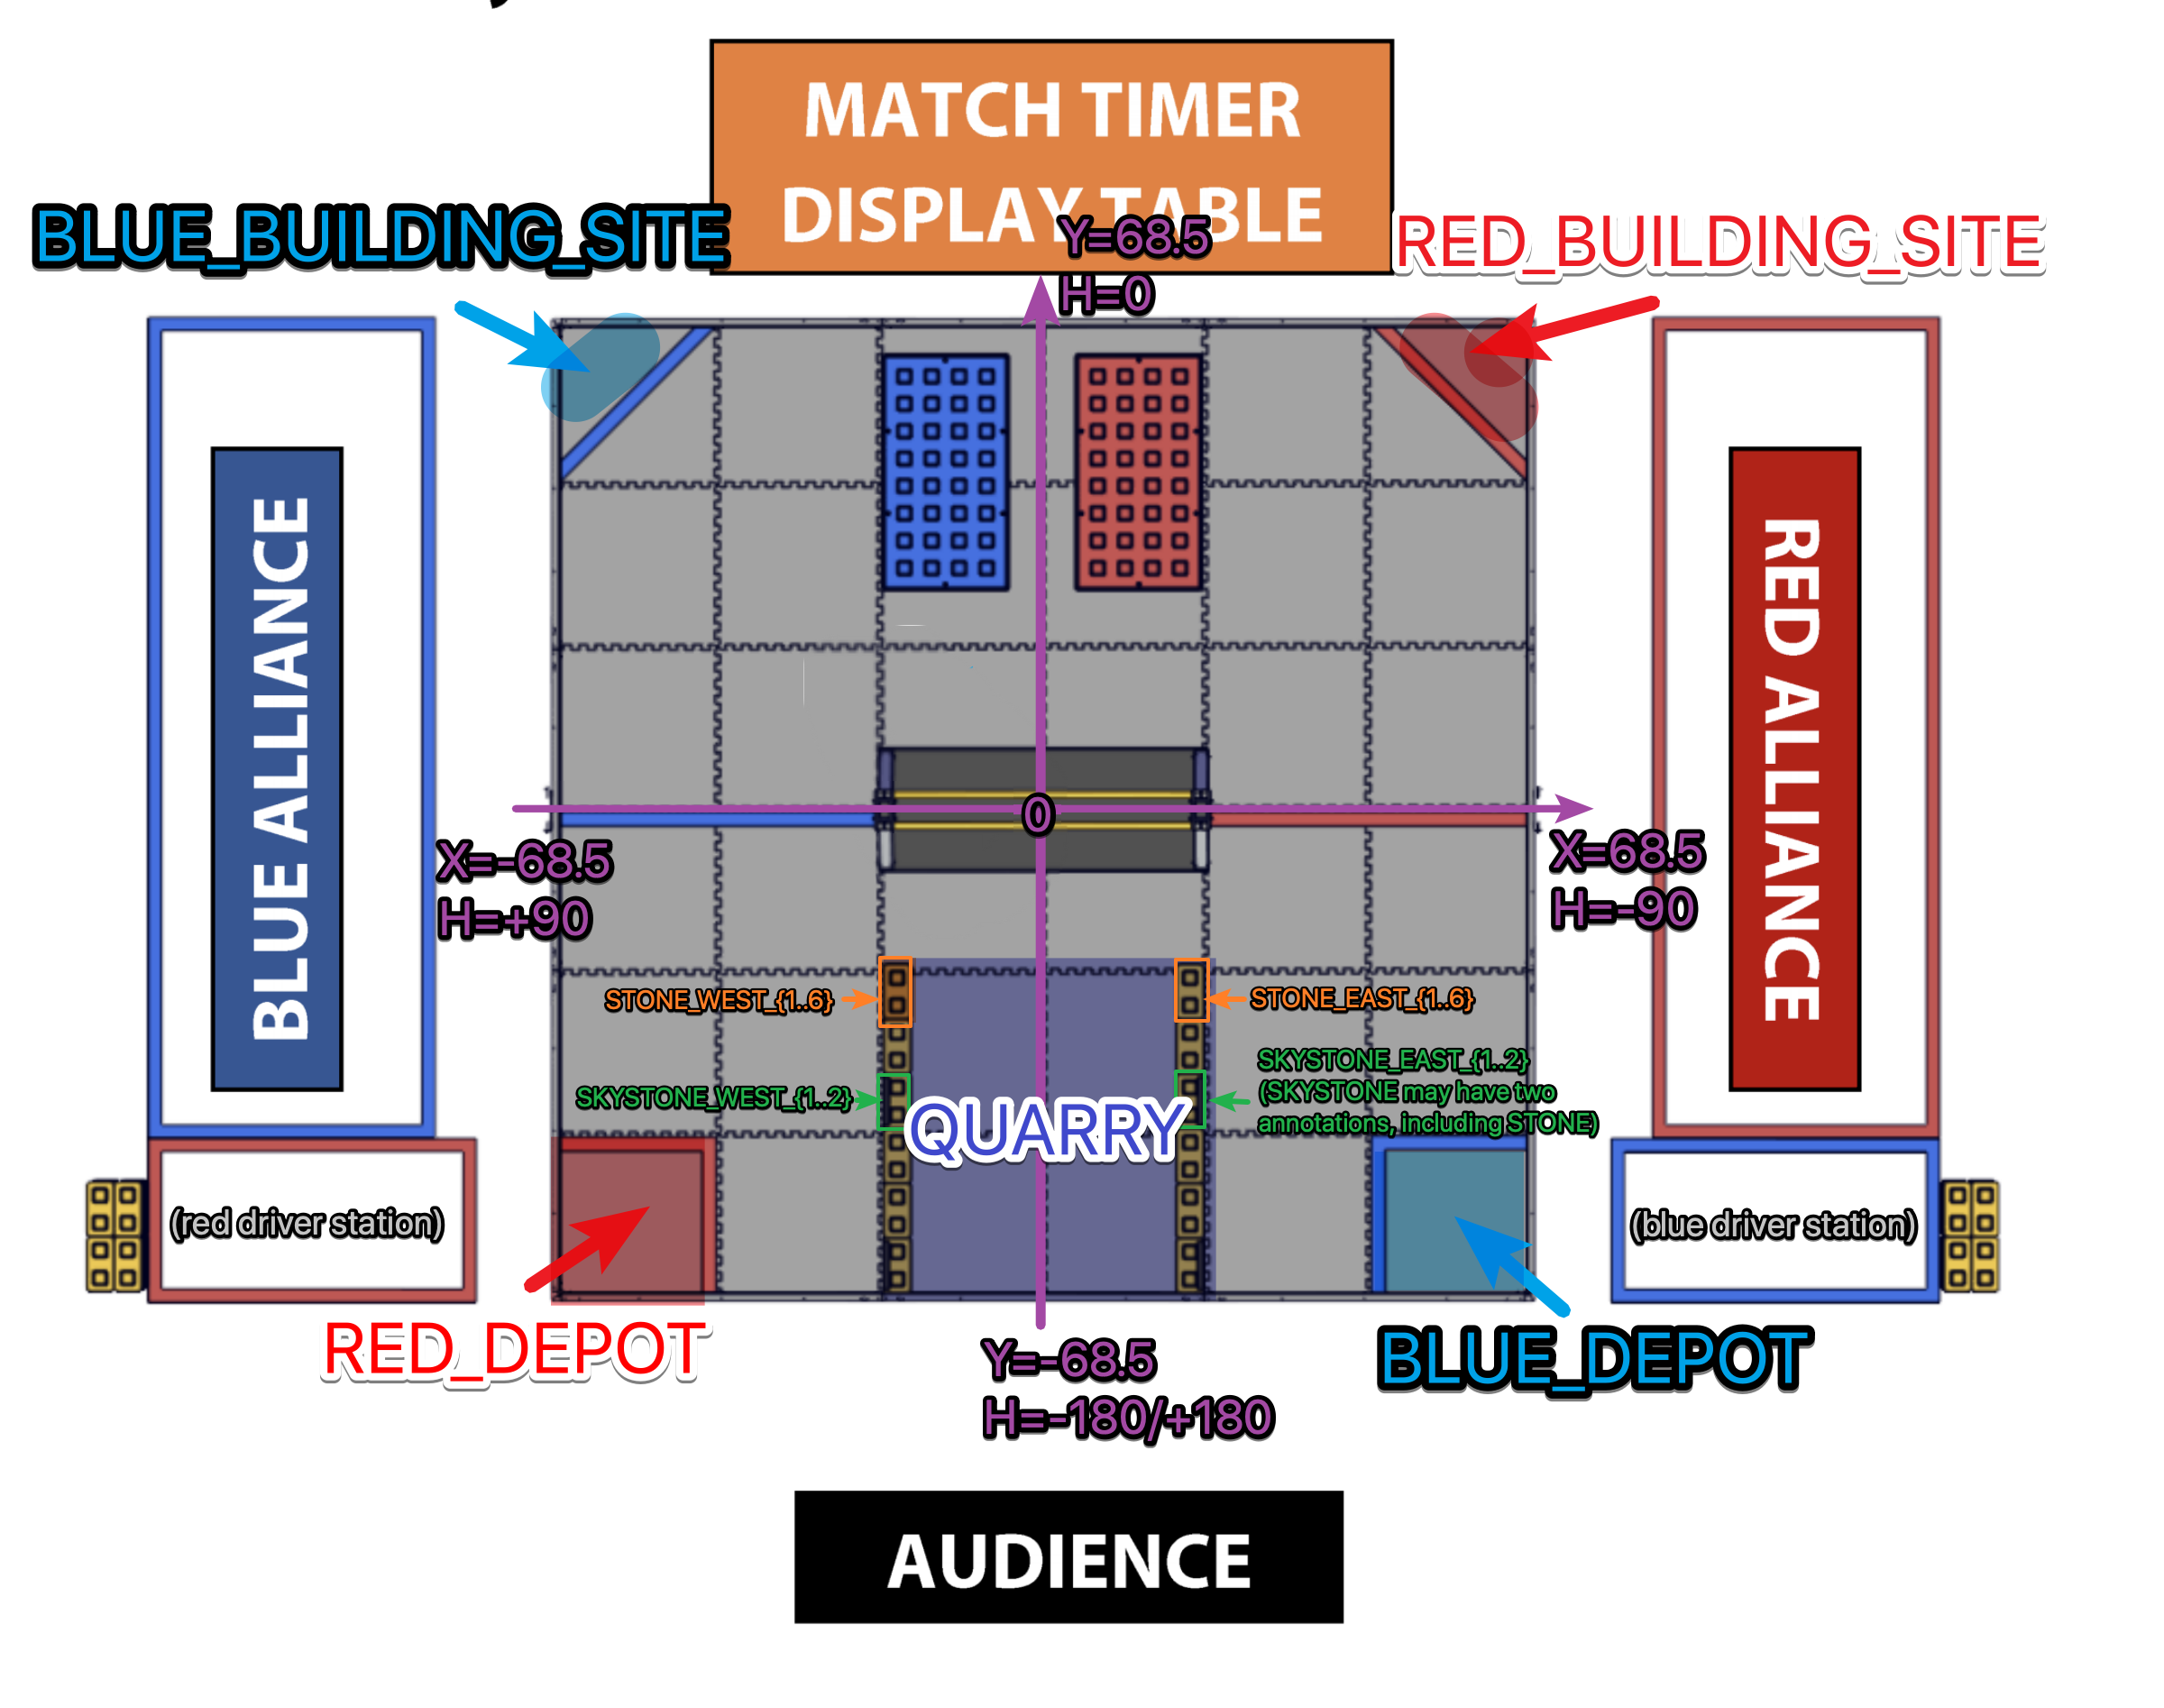 MATCH TIMER
DISPLAY TABLE
BLUE_BUILDING_SITE
Y=68.5
H=0
RED_BUILDING_SITE
BLUE ALLIANCE
RED ALLIANCE
0
X=-68.5
H=+90
X=68.5
H=-90
STONE_WEST_{1..6}
STONE_EAST_{1..6}
SKYSTONE_WEST_{1..2}
SKYSTONE_EAST_{1..2}
(SKYSTONE may have two
annotations, including STONE)
QUARRY
(red driver station)
(blue driver station)
RED_DEPOT
BLUE_DEPOT
Y=-68.5
H=-180/+180
AUDIENCE